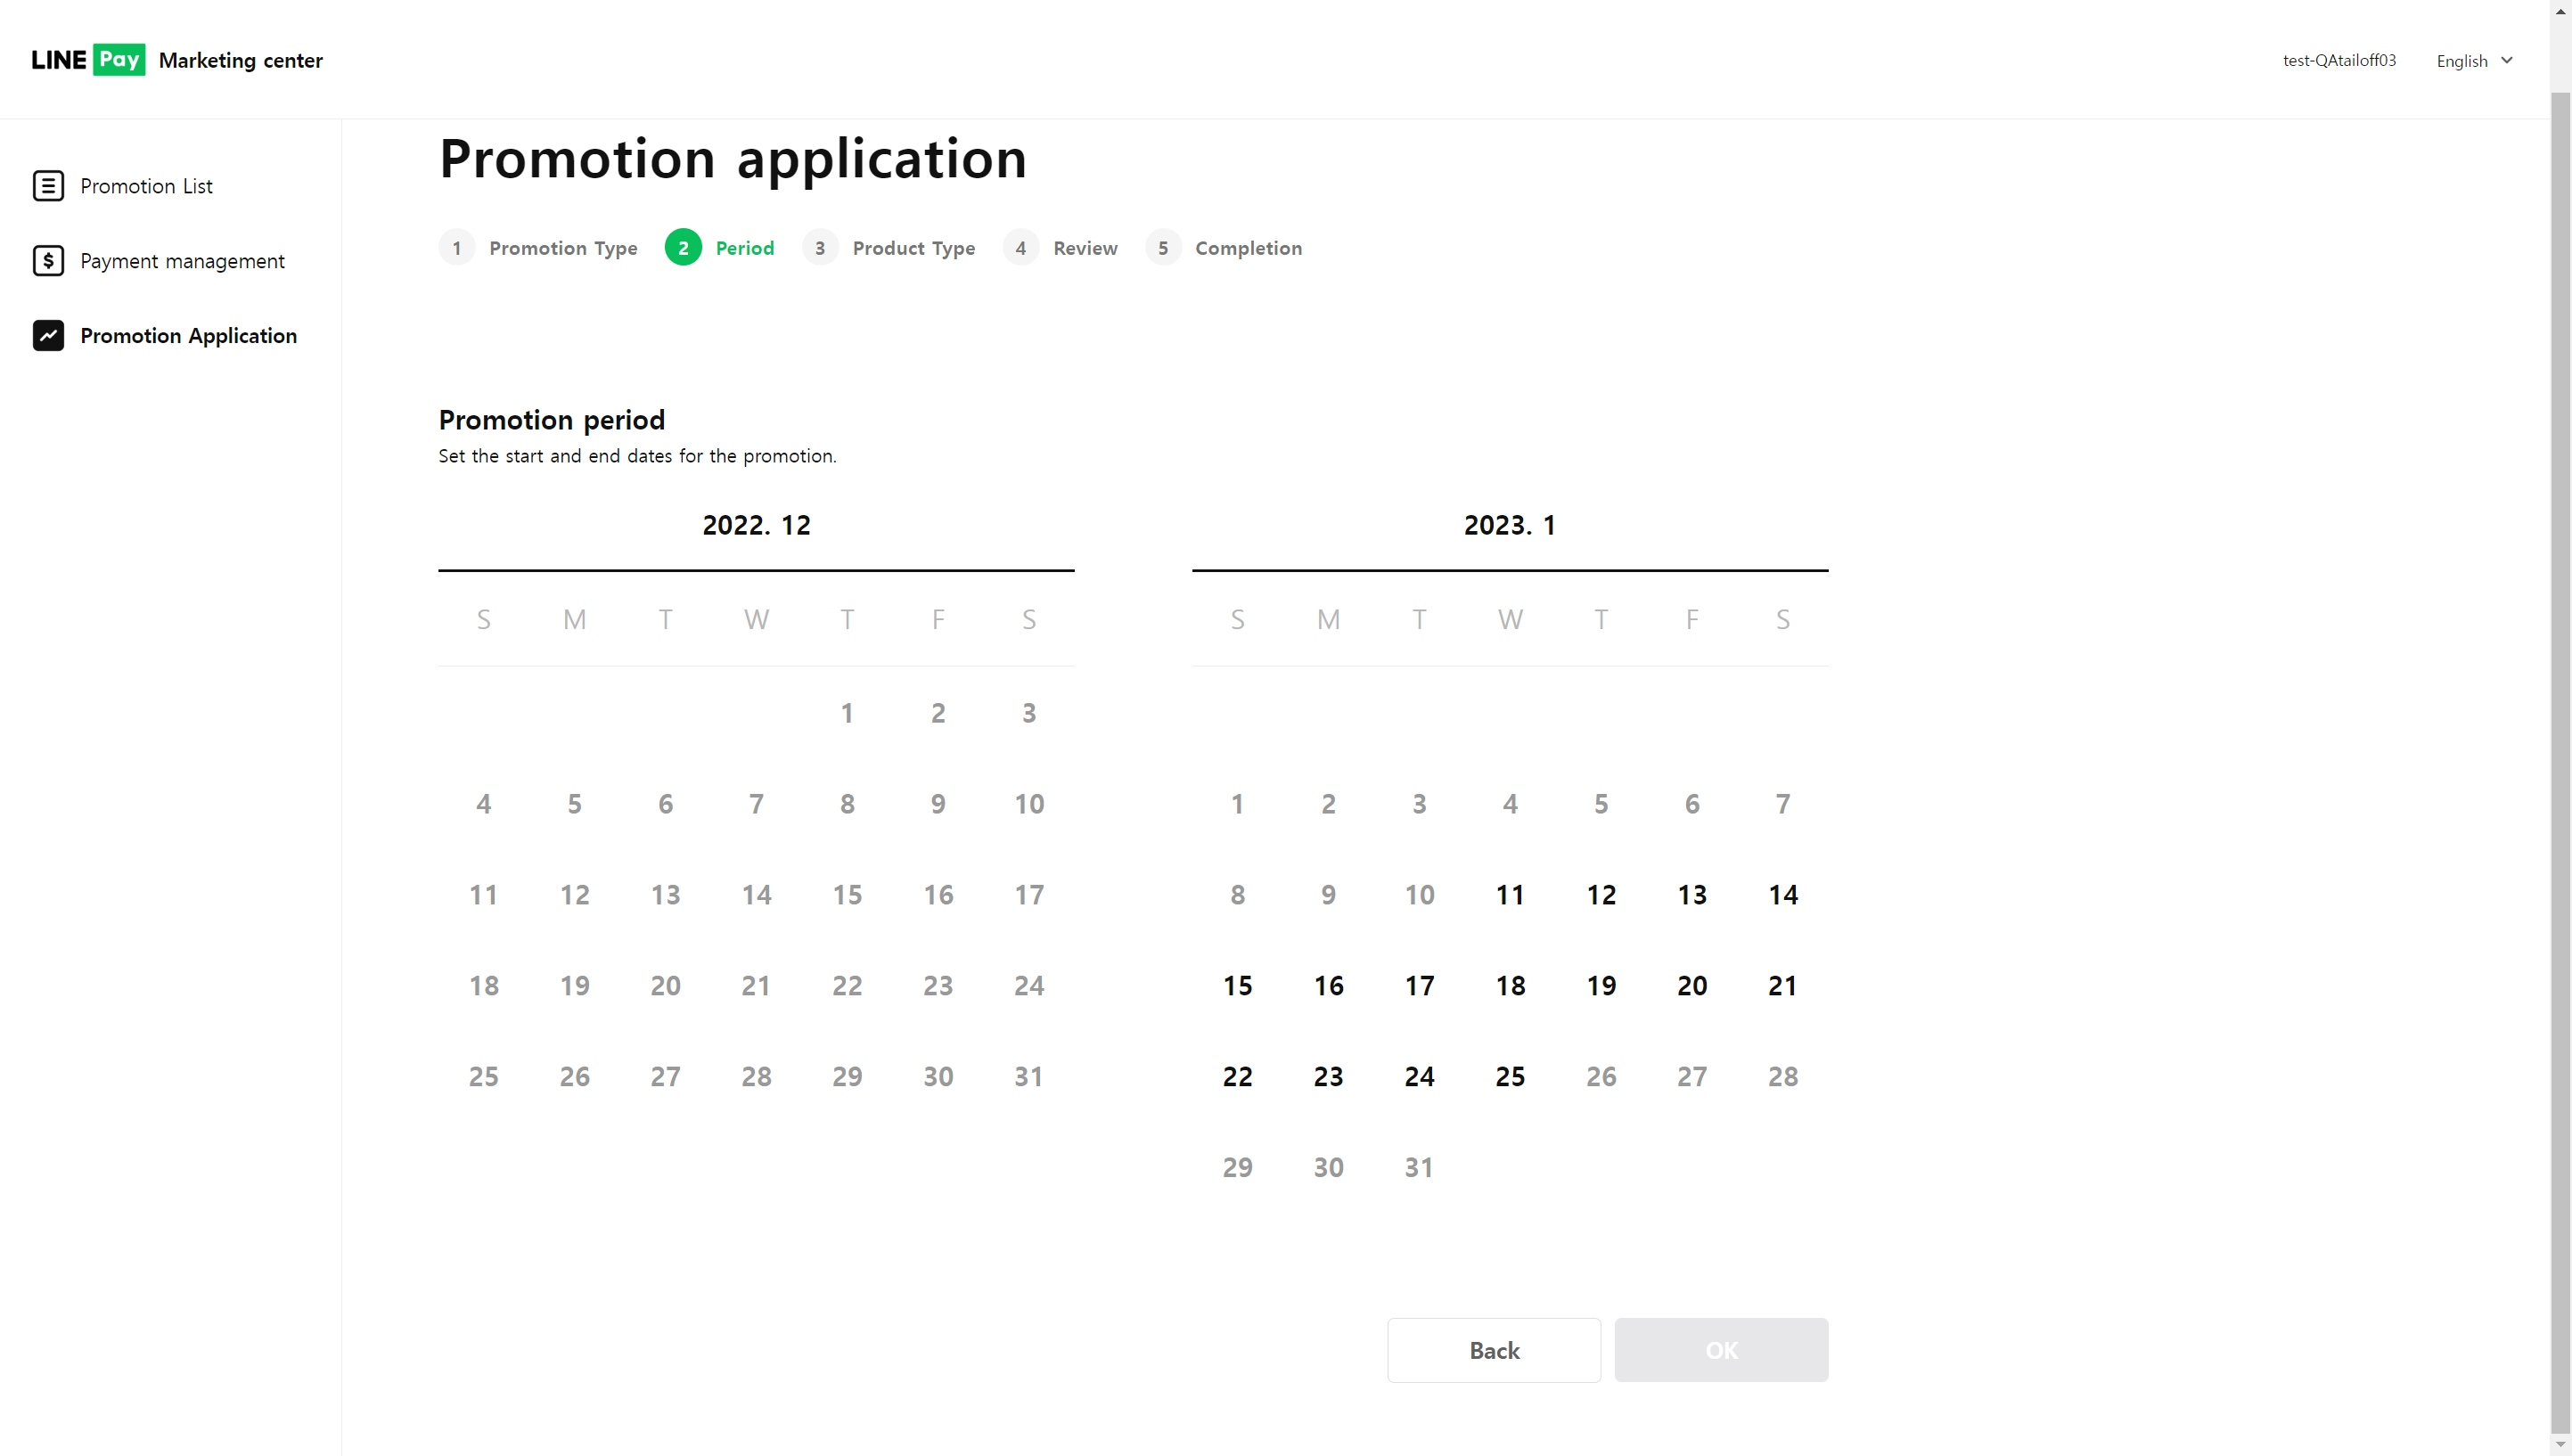 LINE Pay Marketing center
test-QAtailoff03
English
Promotion List
Payment management
Promotion Application
Promotion application
1 Promotion Type 2 Period 3 Product Type 4 Review 5 Completion
Promotion period
Set the start and end dates for the promotion.
2022. 12
S M T W T F S
1 2 3
4 5 6 7 8 9 10
11 12 13 14 15 16 17
18 19 20 21 22 23 24
25 26 27 28 29 30 31
2023. 1
S M T W T F S
1 2 3 4 5 6 7
8 9 10 11 12 13 14
15 16 17 18 19 20 21
22 23 24 25 26 27 28
29 30 31
Back
OK